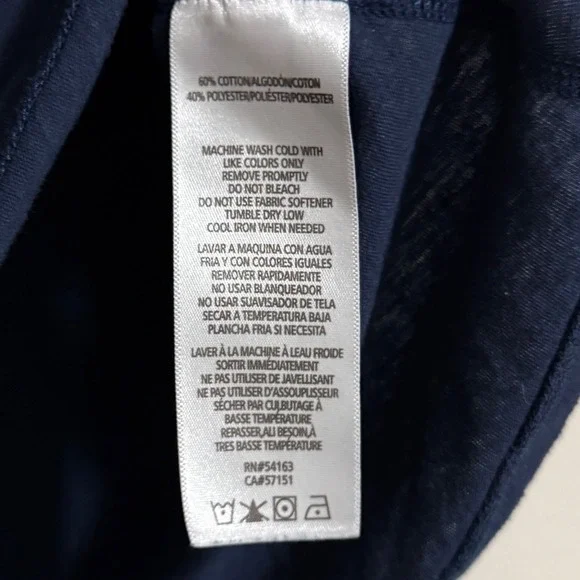 60% COTTON/ALGODÓN/COTON
40% POLYESTER/POLIÉSTER/POLYESTER
MACHINE WASH COLD WITH
LIKE COLORS ONLY
REMOVE PROMPTLY
DO NOT BLEACH
DO NOT USE FABRIC SOFTENER
TUMBLE DRY LOW
COOL IRON WHEN NEEDED
LAVAR A MAQUINA CON AGUA
FRIA Y CON COLORES IGUALES
REMOVER RAPIDAMENTE
NO USAR BLANQUEADOR
NO USAR SUAVISADOR DE TELA
SECAR A TEMPERATURA BAJA
PLANCHA FRIA SI NECESITA
LAVER À LA MACHINE À LEAU FROIDE
SORTIR IMMÉDIATEMENT
NE PAS UTILISER DE JAVELLISANT
NE PAS UTILISER D'ASSOUPLISEUR
SÉCHER PAR CULBUTAGE À
BASSE TEMPÉRATURE
REPASSER,ALI BESOIRN, À
TRES BASSE TEMPÉRATURE
RN#54163
CA#57151